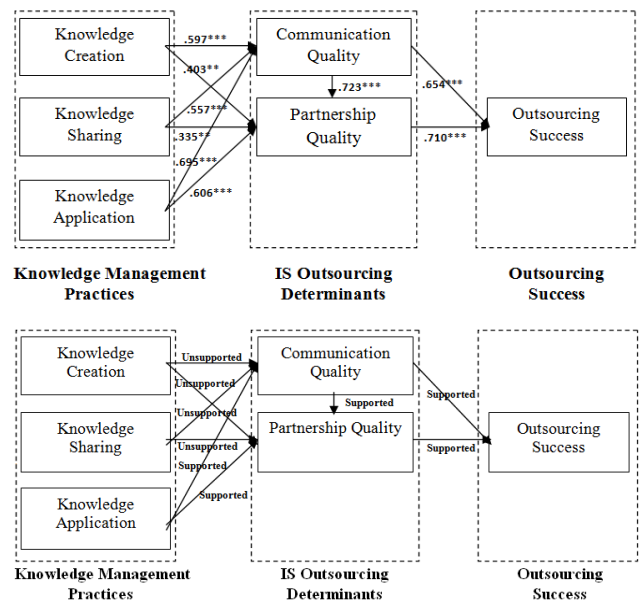 Knowledge
Creation
.597***
Communication
Quality
.403**
.723***
.654***
Knowledge
Sharing
.557***
.335**
Partnership
Quality
.710***
Outsourcing
Success
.695***
.606***
Knowledge
Application
Knowledge Management
Practices
IS Outsourcing
Determinants
Outsourcing
Success
Knowledge
Creation
Unsupported
Communication
Quality
Unsupported
Supported
Supported
Knowledge
Sharing
Unsupported
Unsupported
Partnership Quality
Supported
Outsourcing
Success
Supported
Supported
Knowledge
Application
Knowledge Management
Practices
IS Outsourcing
Determinants
Outsourcing
Success